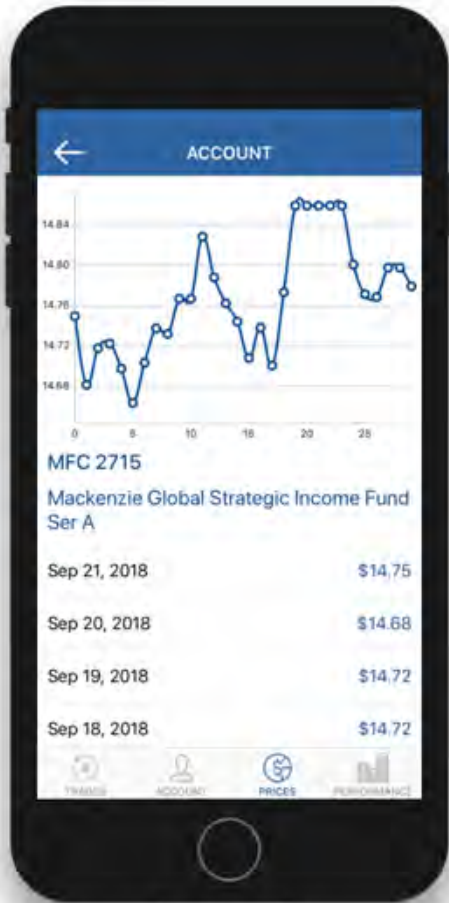 ACCOUNT
14.84
14.80
14.76
14.72
14.68
0 5 10 15 20 25
MFC 2715
Mackenzie Global Strategic Income Fund
Ser A
Sep 21, 2018 $14.75
Sep 20, 2018 $14.68
Sep 19, 2018 $14.72
Sep 18, 2018 $14.72
TRADES ACCOUNT PRICES PERFORMANCE